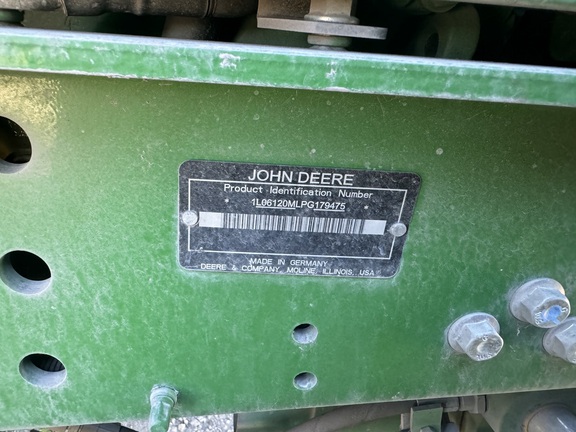 JOHN DEERE
Product Identification Number
1L06120MLPG179475
MADE IN GERMANY
DEERE & COMPANY, MOLINE, ILLINOIS, USA